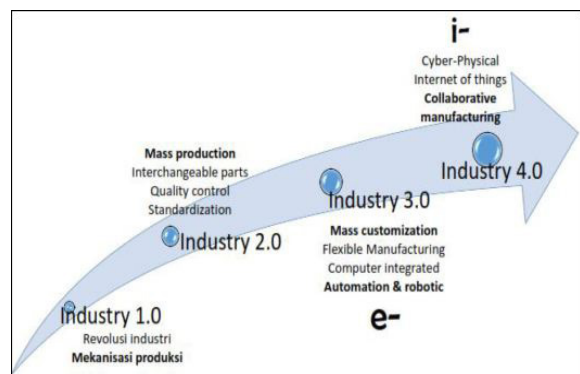 i-
Cyber-Physical
Internet of things
Collaborative
manufacturing
Industry 4.0
Mass production
Interchangeable parts
Quality control
Standardization
Industry 3.0
Mass customization
Flexible Manufacturing
Computer integrated
Automation & robotic
e-
Industry 2.0
Industry 1.0
Revolusi industri
Mekanisasi produksi